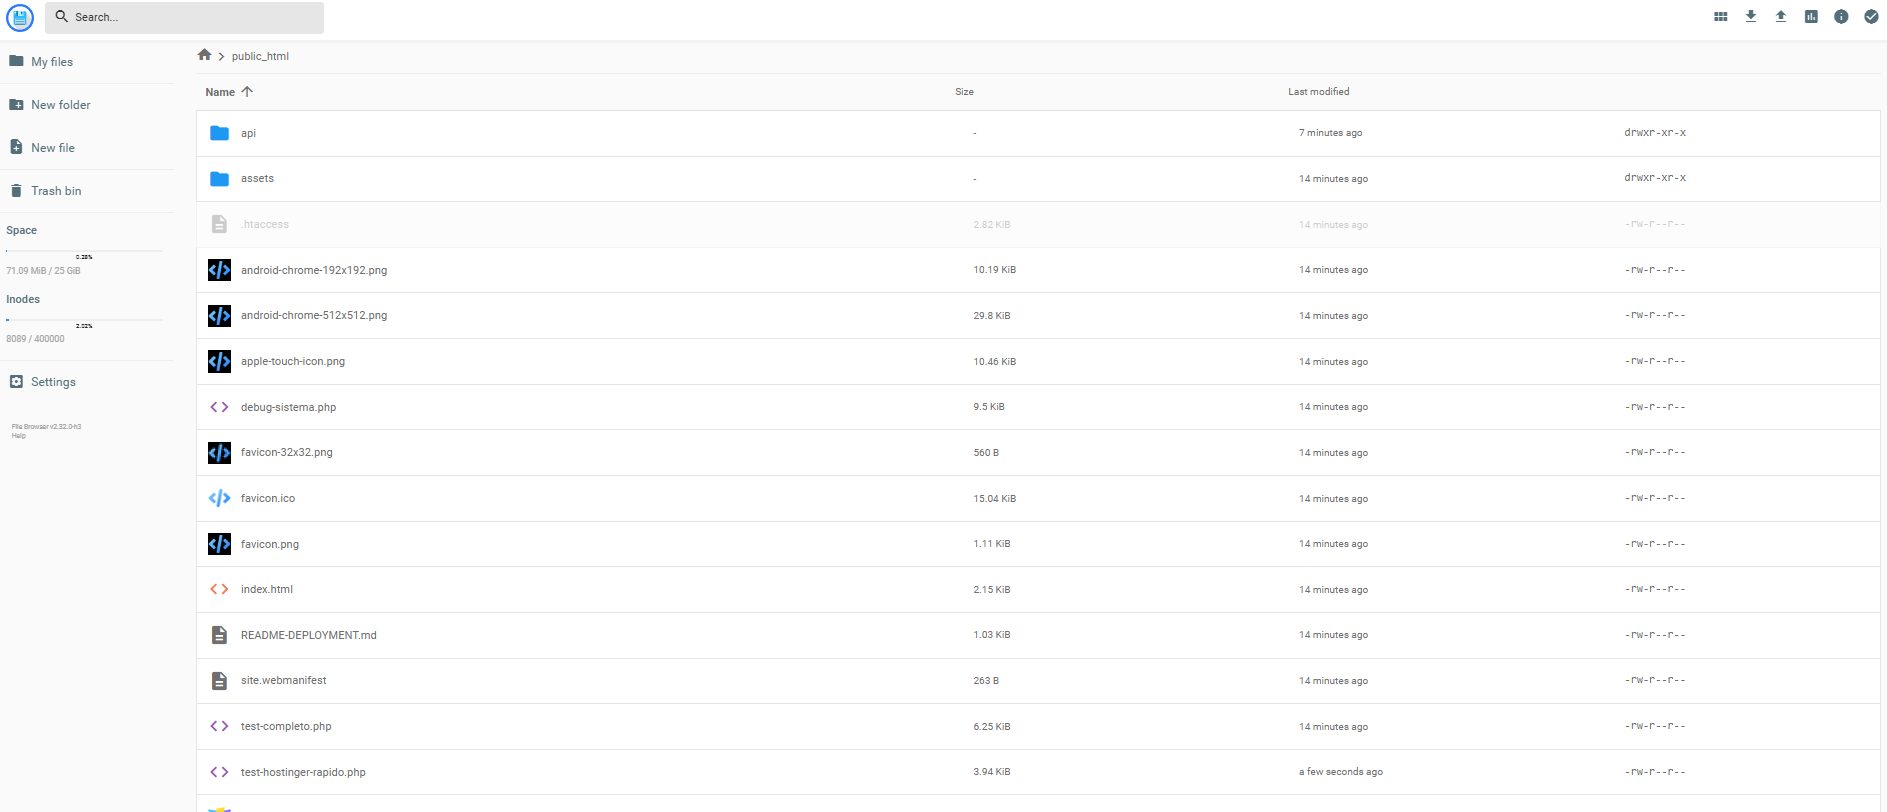 Search...
public_html
My files
New folder
New file
Trash bin
Space
0.28%
71.09 MiB / 25 GiB
Inodes
2.02%
8089 / 400000
Settings
File Browser v2.32.0-h3
Help
Name Size Last modified
api - 7 minutes ago drwxr-xr-x
assets - 14 minutes ago drwxr-xr-x
.htaccess 2.82 KiB 14 minutes ago -rw-r--r--
android-chrome-192x192.png 10.19 KiB 14 minutes ago -rw-r--r--
android-chrome-512x512.png 29.8 KiB 14 minutes ago -rw-r--r--
apple-touch-icon.png 10.46 KiB 14 minutes ago -rw-r--r--
debug-sistema.php 9.5 KiB 14 minutes ago -rw-r--r--
favicon-32x32.png 560 B 14 minutes ago -rw-r--r--
favicon.ico 15.04 KiB 14 minutes ago -rw-r--r--
favicon.png 1.11 KiB 14 minutes ago -rw-r--r--
index.html 2.15 KiB 14 minutes ago -rw-r--r--
README-DEPLOYMENT.md 1.03 KiB 14 minutes ago -rw-r--r--
site.webmanifest 263 B 14 minutes ago -rw-r--r--
test-completo.php 6.25 KiB 14 minutes ago -rw-r--r--
test-hostinger-rapido.php 3.94 KiB a few seconds ago -rw-r--r--